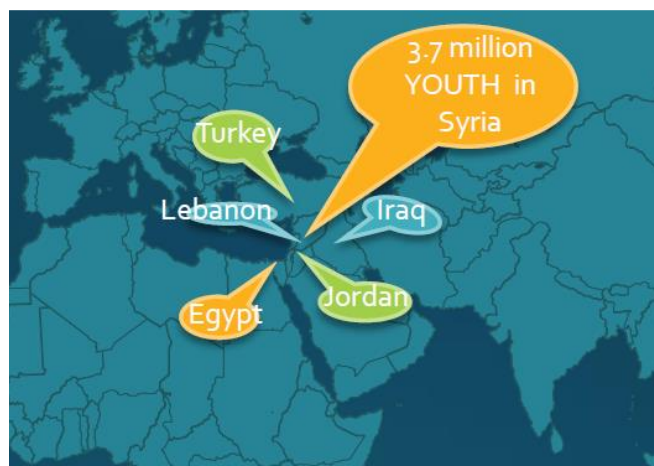 3.7 million
YOUTH in
Syria
Turkey
Lebanon
Iraq
Egypt
Jordan